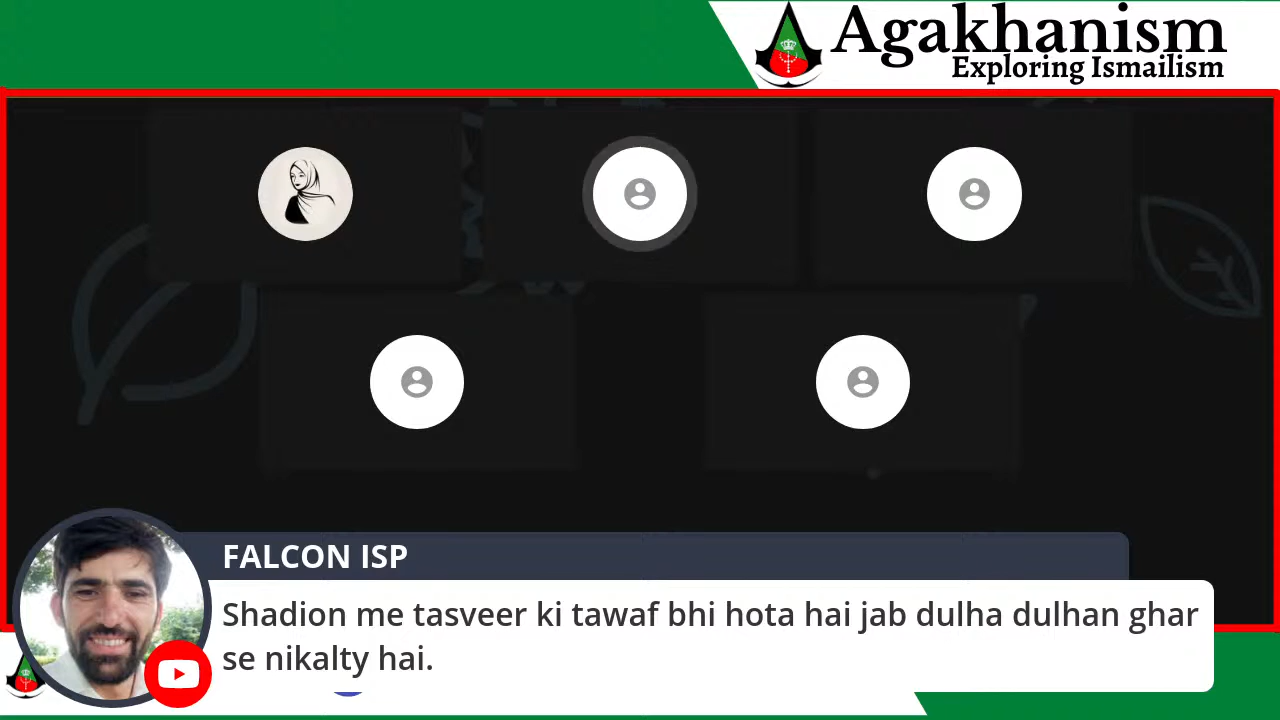 Agakhanism
Exploring Ismailism
FALCON ISP
Shadion me tasveer ki tawaf bhi hota hai jab dulha dulhan ghar
se nikalty hai.